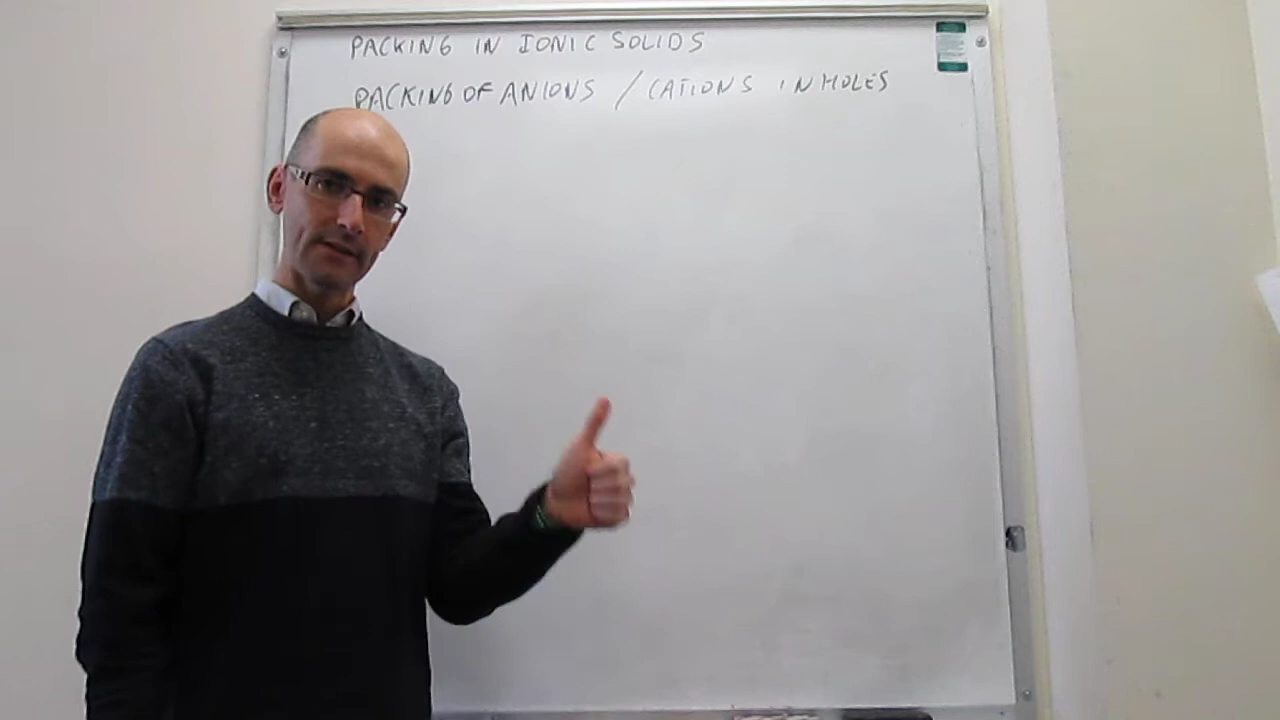 PACKING IN IONIC SOLIDS
PACKING OF ANIONS / CATIONS IN HOLES